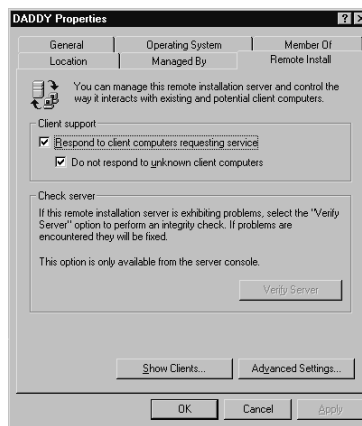 DADDY Properties
General
Operating System
Member Of
Location
Managed By
Remote Install
You can manage this remote installation server and control the
way it interacts with existing and potential client computers.
Client support
Respond to client computers requesting service
Do not respond to unknown client computers
Check server
If this remote installation server is exhibiting problems, select the "Verify
Server" option to perform an integrity check. If problems are
encountered they will be fixed.
This option is only available from the server console.
Verify Server
Show Clients...
Advanced Settings...
OK
Cancel
Apply